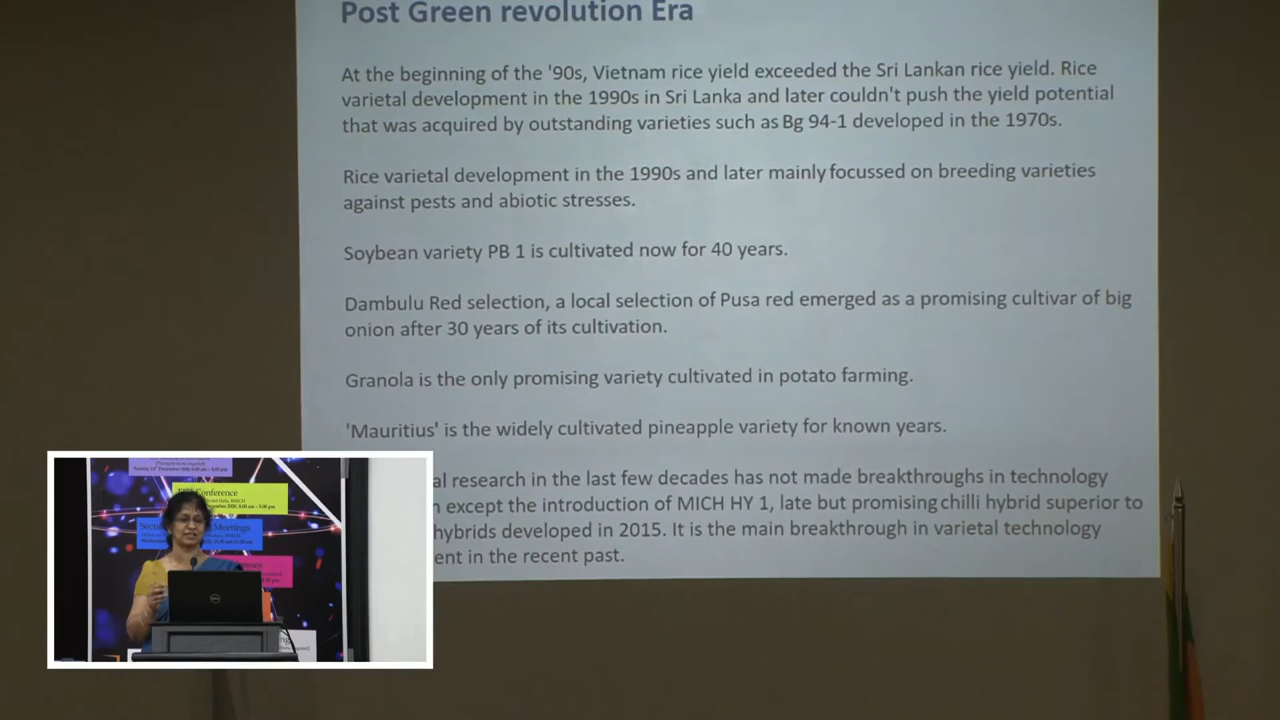 Post Green revolution Era
At the beginning of the '90s, Vietnam rice yield exceeded the Sri Lankan rice yield. Rice
varietal development in the 1990s in Sri Lanka and later couldn't push the yield potential
that was acquired by outstanding varieties such as Bg 94-1 developed in the 1970s.
Rice varietal development in the 1990s and later mainly focussed on breeding varieties
against pests and abiotic stresses.
Soybean variety PB 1 is cultivated now for 40 years.
Dambulu Red selection, a local selection of Pusa red emerged as a promising cultivar of big
onion after 30 years of its cultivation.
Granola is the only promising variety cultivated in potato farming.
'Mauritius' is the widely cultivated pineapple variety for known years.
al research in the last few decades has not made breakthroughs in technology
except the introduction of MICH HY 1, late but promising chilli hybrid superior to
hybrids developed in 2015. It is the main breakthrough in varietal technology
ent in the recent past.
Conference
Meetings
DELL